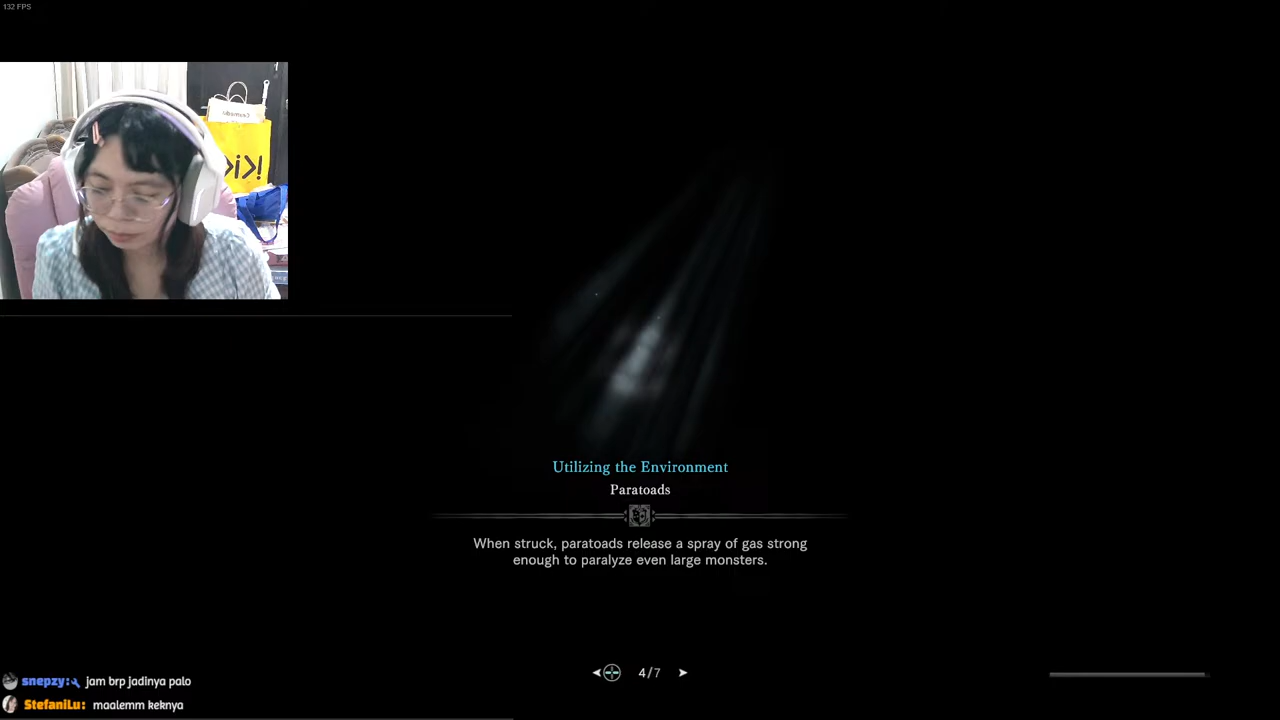 132 FPS
Utilizing the Environment
Paratoads
When struck, paratoads release a spray of gas strong
enough to paralyze even large monsters.
4/7
snepzy: jam brp jadinya palo
StefaniLu: maalemm keknya